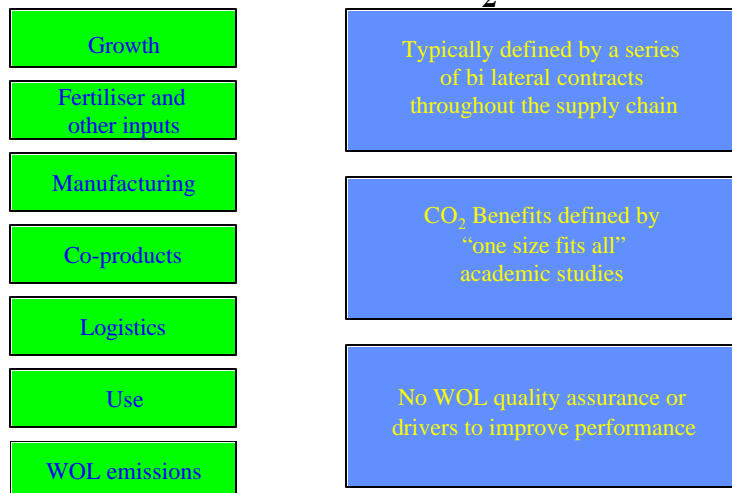 2
Growth
Fertiliser and
other inputs
Manufacturing
Co-products
Logistics
Use
WOL emissions
Typically defined by a series
of bi lateral contracts
throughout the supply chain
CO₂ Benefits defined by
“one size fits all”
academic studies
No WOL quality assurance or
drivers to improve performance